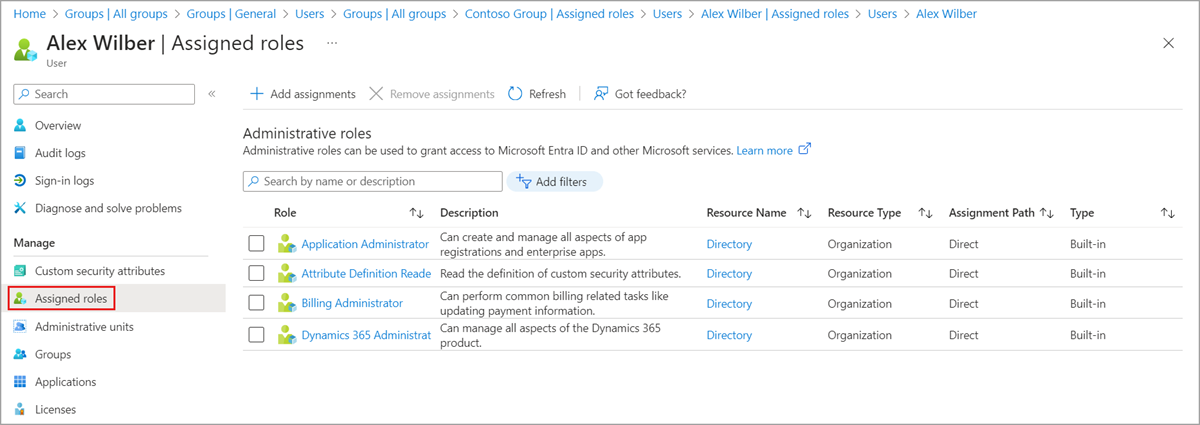 Home > Groups | All groups > Groups | General > Users > Groups | All groups > Contoso Group | Assigned roles > Users > Alex Wilber | Assigned roles > Users > Alex Wilber
Alex Wilber | Assigned roles ...
User
Search «
Overview
Audit logs
Sign-in logs
Diagnose and solve problems
Manage
Custom security attributes
Assigned roles
Administrative units
Groups
Applications
Licenses
Add assignments Remove assignments Refresh Got feedback?
Administrative roles
Administrative roles can be used to grant access to Microsoft Entra ID and other Microsoft services. Learn more
Search by name or description Add filters
Role Description Resource Name Resource Type Assignment Path Type
Application Administrator Can create and manage all aspects of app Directory Organization Direct Built-in
registrations and enterprise apps.
Attribute Definition Reade Read the definition of custom security attributes. Directory Organization Direct Built-in
Billing Administrator Can perform common billing related tasks like Directory Organization Direct Built-in
updating payment information.
Dynamics 365 Administrat Can manage all aspects of the Dynamics 365 Directory Organization Direct Built-in
product.